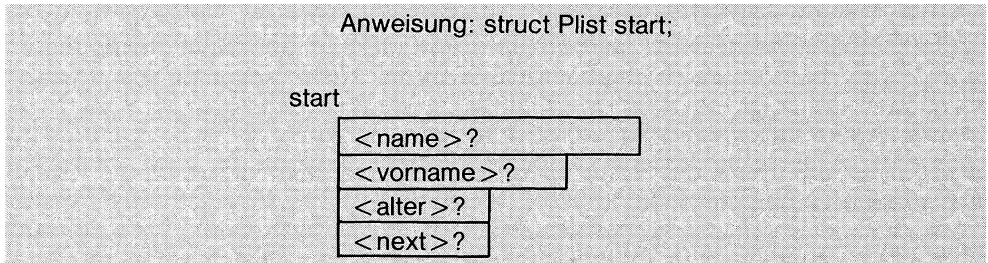 Anweisung: struct Plist start;
start
<name>?
<vorname>?
<alter>?
<next>?